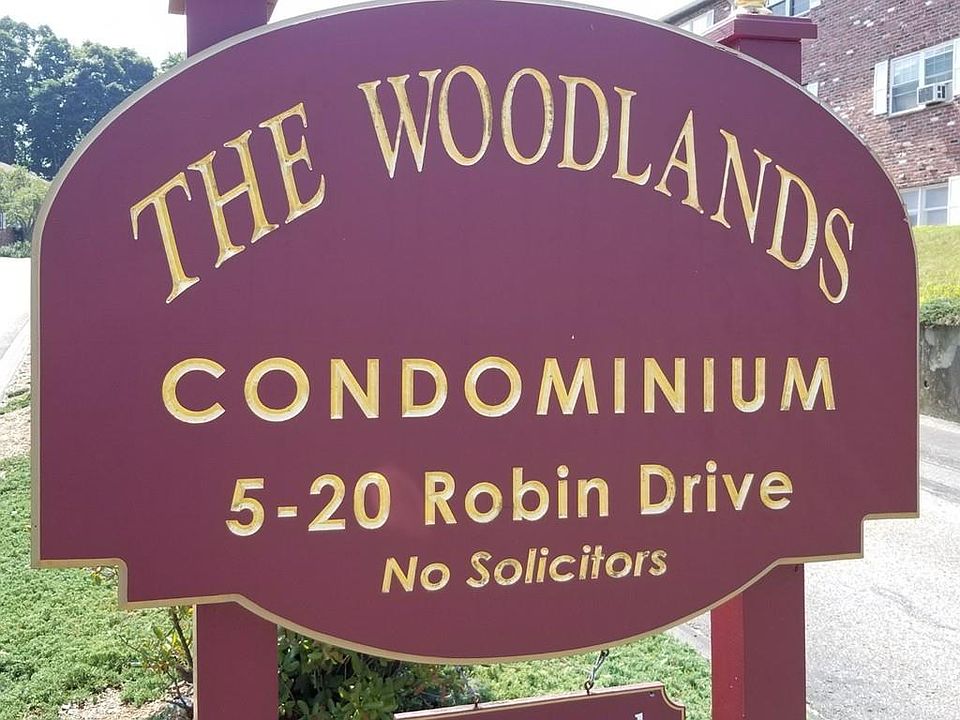 THE WOODLANDS
CONDOMINIUM
5-20 Robin Drive
No Solicitors